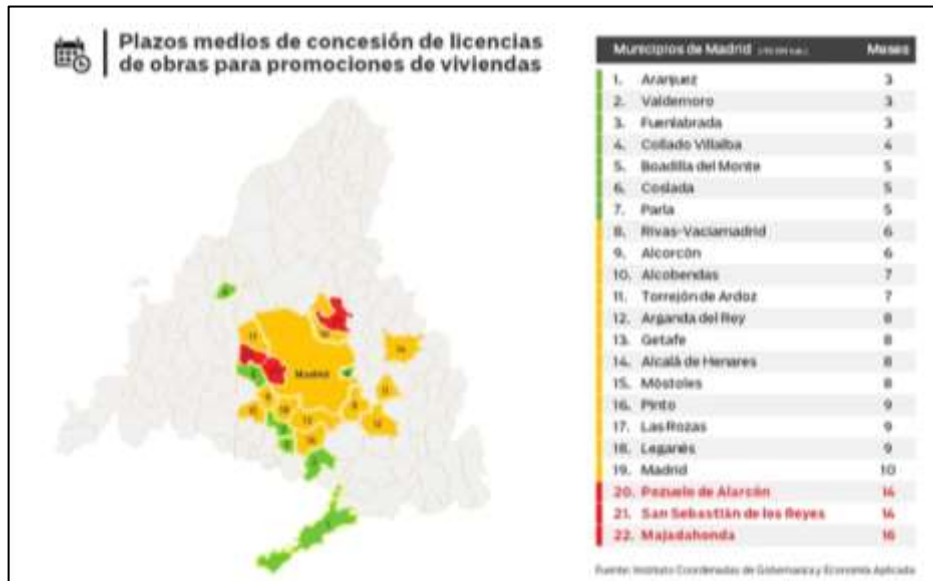 Plazos medios de concesión de licencias
de obras para promociones de viviendas
Municipios de Madrid Meses
1. Aranjuez 3
2. Valdemoro 3
3. Fuenlabrada 3
4. Collado Villalba 4
5. Boadilla del Monte 5
6. Coslada 5
7. Parla 5
8. Rivas-Vaciamadrid 6
9. Alcorcón 6
10. Alcobendas 7
11. Torrejón de Ardoz 7
12. Arganda del Rey 8
13. Getafe 8
14. Alcalá de Henares 8
15. Móstoles 8
16. Pinto 9
17. Las Rozas 9
18. Leganés 9
19. Madrid 10
20. Pozuelo de Alarcón 14
21. San Sebastián de los Reyes 14
22. Majadahonda 16
Madrid
Fuente: Instituto Coordenadas de Gobernanza y Economía Aplicada